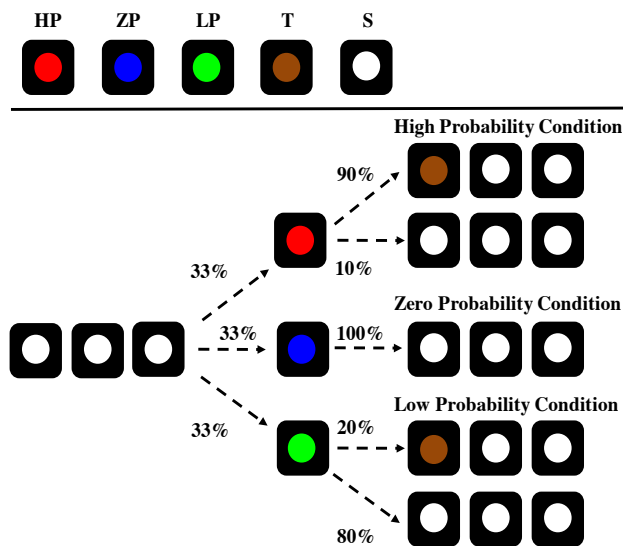 HP ZP LP T S
High Probability Condition
90%
10%
33%
Zero Probability Condition
33% 100%
Low Probability Condition
33% 20%
80%